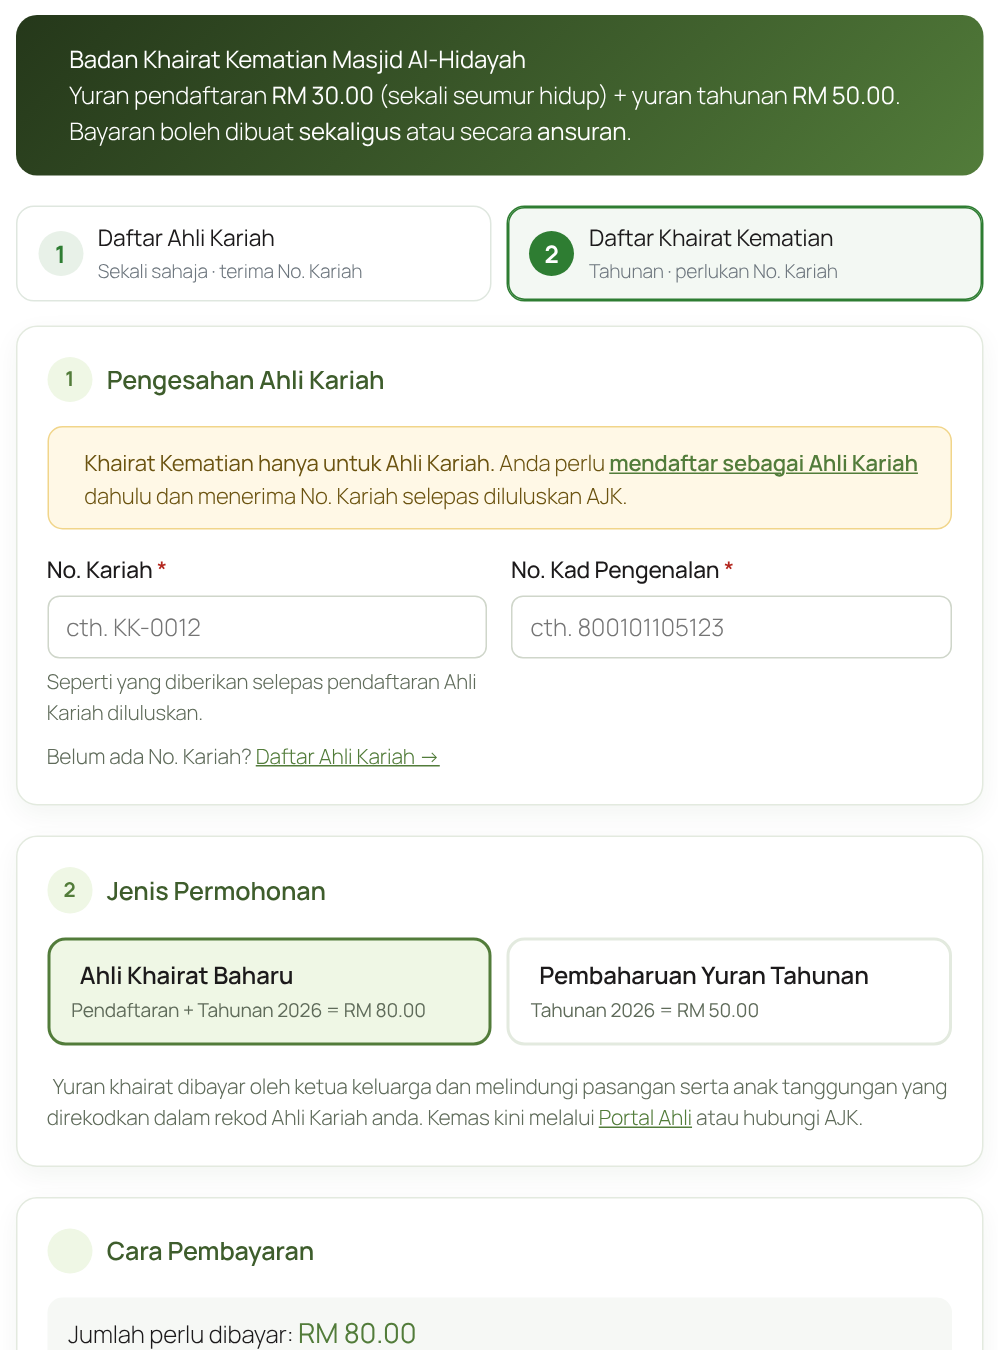 Badan Khairat Kematian Masjid Al-Hidayah
Yuran pendaftaran RM 30.00 (sekali seumur hidup) + yuran tahunan RM 50.00.
Bayaran boleh dibuat sekaligus atau secara ansuran.
1
Daftar Ahli Kariah
Sekali sahaja · terima No. Kariah
2
Daftar Khairat Kematian
Tahunan · perlukan No. Kariah
1
Pengesahan Ahli Kariah
Khairat Kematian hanya untuk Ahli Kariah. Anda perlu mendaftar sebagai Ahli Kariah
dahulu dan menerima No. Kariah selepas diluluskan AJK.
No. Kariah *
cth. KK-0012
Seperti yang diberikan selepas pendaftaran Ahli
Kariah diluluskan.
Belum ada No. Kariah? Daftar Ahli Kariah →
No. Kad Pengenalan *
cth. 800101105123
2
Jenis Permohonan
Ahli Khairat Baharu
Pendaftaran + Tahunan 2026 = RM 80.00
Pembaharuan Yuran Tahunan
Tahunan 2026 = RM 50.00
Yuran khairat dibayar oleh ketua keluarga dan melindungi pasangan serta anak tanggungan yang
direkodkan dalam rekod Ahli Kariah anda. Kemas kini melalui Portal Ahli atau hubungi AJK.
Cara Pembayaran
Jumlah perlu dibayar: RM 80.00